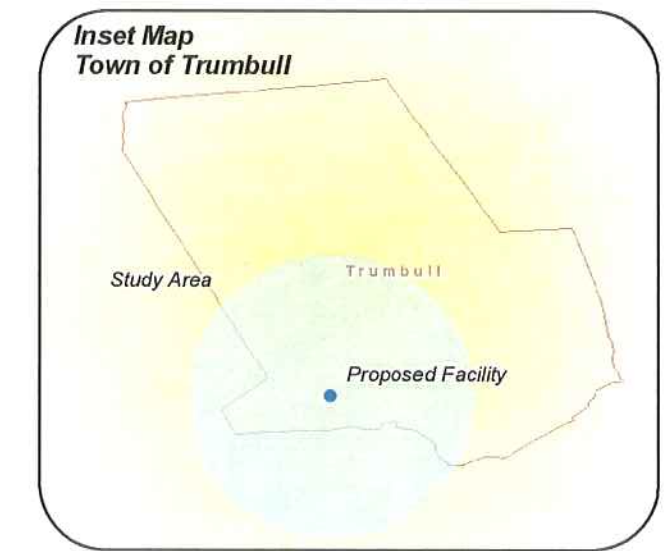 Inset Map
Town of Trumbull
Trumbull
Study Area
Proposed Facility